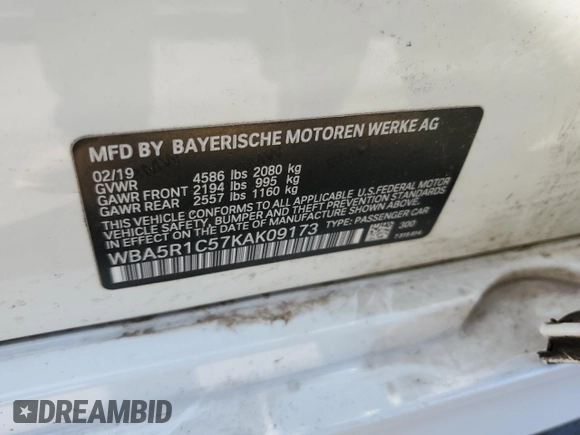 MFD BY BAYERISCHE MOTOREN WERKE AG
02/19
GVWR 4586 lbs 2080 kg
GAWR FRONT 2194 lbs 995 kg
GAWR REAR 2557 lbs 1160 kg
THIS VEHICLE CONFORMS TO ALL APPLICABLE U.S. FEDERAL MOTOR
VEHICLE SAFETY, BUMPER, AND THEFT PREVENTION STANDARDS
IN EFFECT ON THE DATE OF MANUFACTURE SHOWN ABOVE.
WBA5R1C57KAK09173 TYPE: PASSENGER CAR
300
DREAMBID